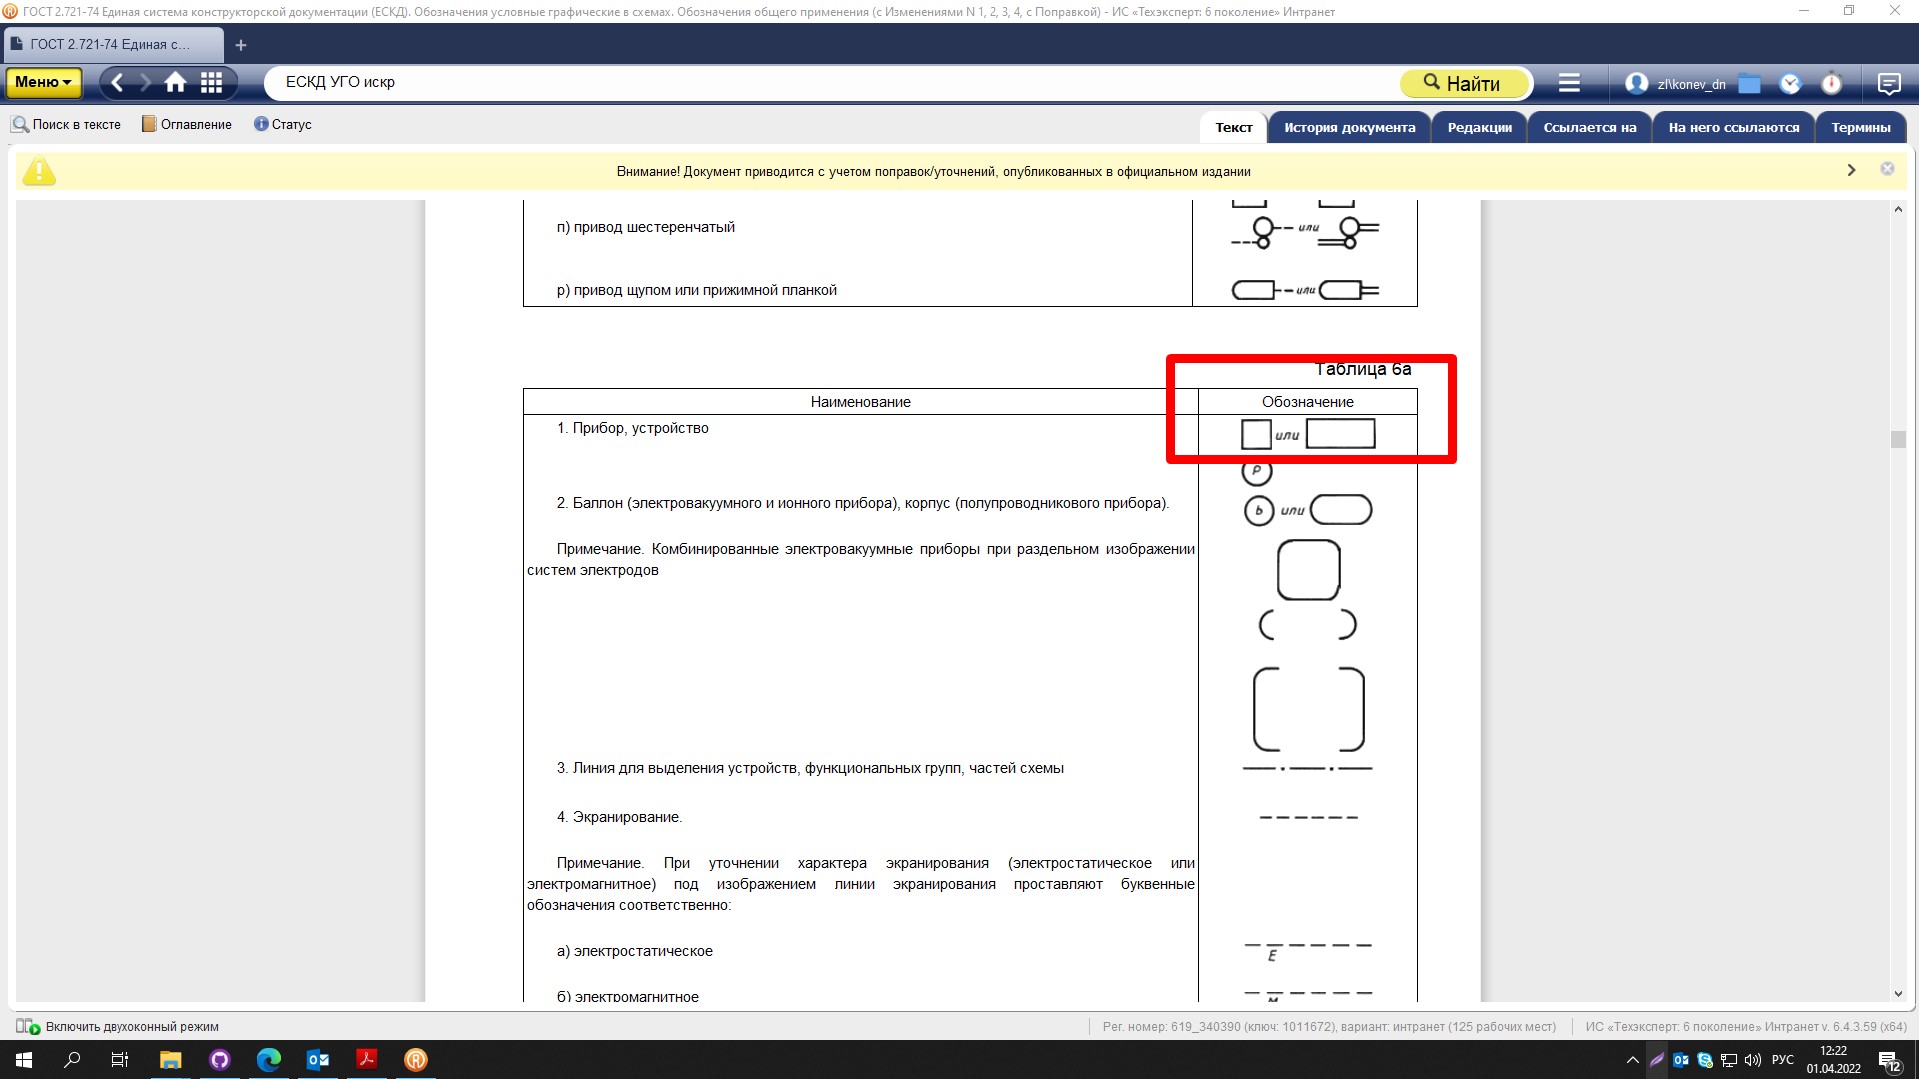 ГОСТ 2.721-74 Единая система конструкторской документации (ЕСКД). Обозначения условные графические в схемах. Обозначения общего применения (с Изменениями N 1, 2, 3, 4, с Поправкой) - ИС «Техэксперт: 6 поколение» Интранет
ГОСТ 2.721-74 Единая с...
Меню
ЕСКД УГО искр
Найти
zl\konev_dn
Поиск в тексте
Оглавление
Статус
Текст
История документа
Редакции
Ссылается на
На него ссылаются
Термины
Внимание! Документ приводится с учетом поправок/уточнений, опубликованных в официальном издании
п) привод шестеренчатый
или
р) привод щупом или прижимной планкой
или
Таблица 6а
Наименование
Обозначение
1. Прибор, устройство
или
P
2. Баллон (электровакуумного и ионного прибора), корпус (полупроводникового прибора).
b или
Примечание. Комбинированные электровакуумные приборы при раздельном изображении
систем электродов
3. Линия для выделения устройств, функциональных групп, частей схемы
4. Экранирование.
Примечание. При уточнении характера экранирования (электростатическое или
электромагнитное) под изображением линии экранирования проставляют буквенные
обозначения соответственно:
а) электростатическое
E
б) электромагнитное
M
Включить двухоконный режим
Рег. номер: 619_340390 (ключ: 1011672), вариант: интранет (125 рабочих мест)
ИС «Техэксперт: 6 поколение» Интранет v. 6.4.3.59 (x64)
РУС
12:22
01.04.2022
12